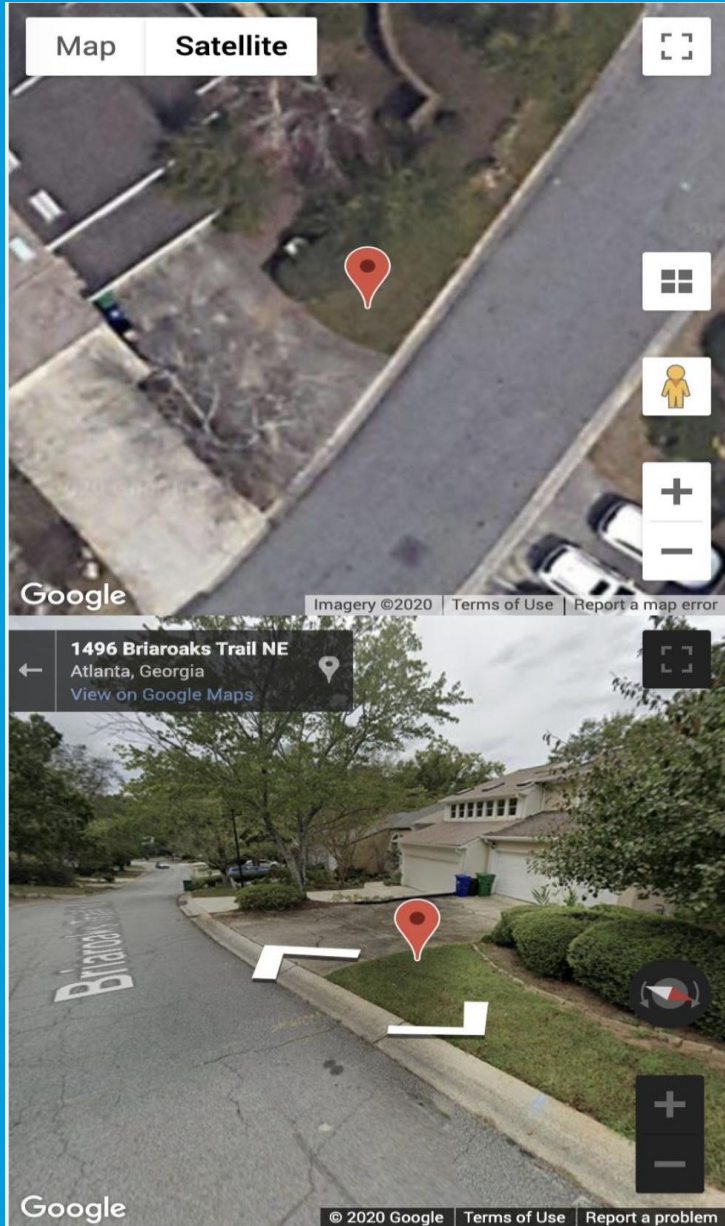 Map Satellite
Google
Imagery ©2020 Terms of Use Report a map error
1496 Briaroaks Trail NE
Atlanta, Georgia
View on Google Maps
Google
© 2020 Google Terms of Use Report a problem